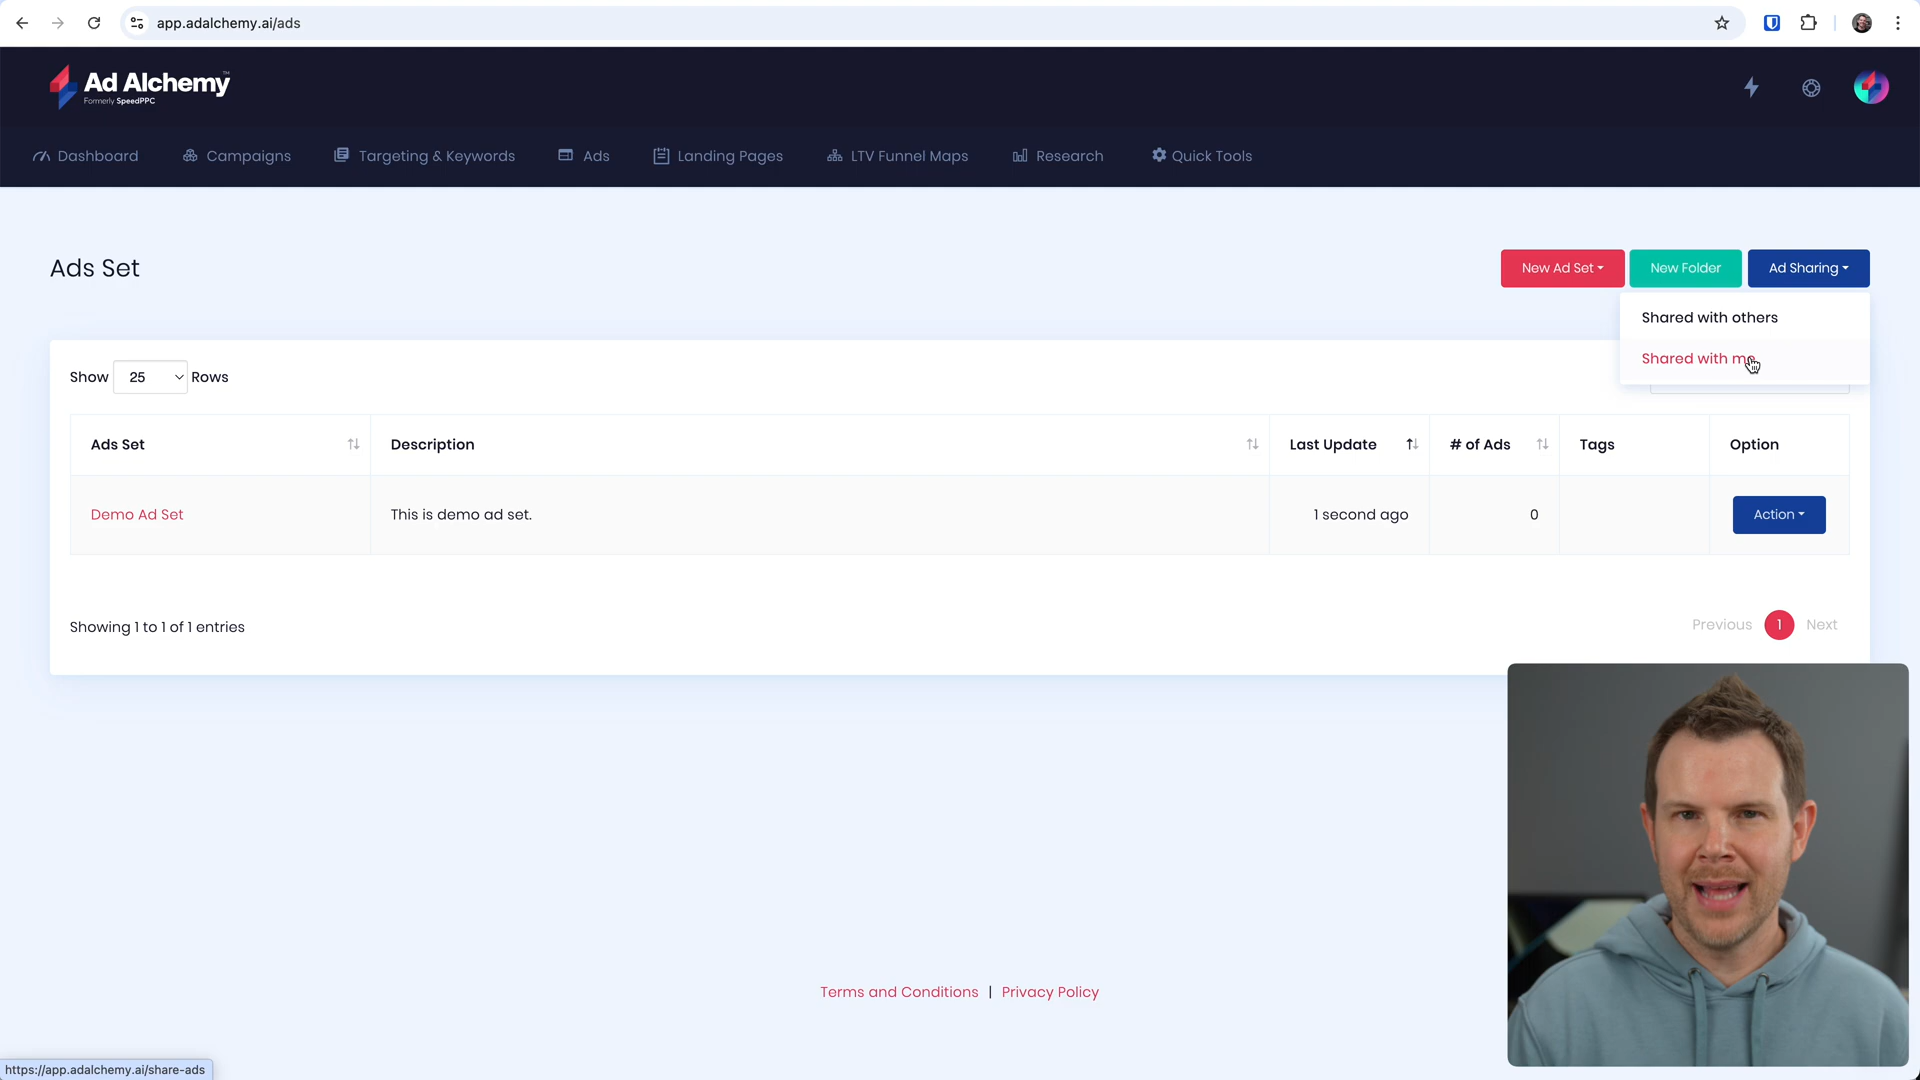 app.adalchemy.ai/ads
Ad Alchemy™
Formerly SpeedPPC
Dashboard
Campaigns
Targeting & Keywords
Ads
Landing Pages
LTV Funnel Maps
Research
Quick Tools
Ads Set
New Ad Set
New Folder
Ad Sharing
Shared with others
Shared with me
Show 25 Rows
Ads Set Description Last Update # of Ads Tags Option
Demo Ad Set This is demo ad set. 1 second ago 0 Action
Showing 1 to 1 of 1 entries
Previous 1 Next
Terms and Conditions | Privacy Policy
https://app.adalchemy.ai/share-ads